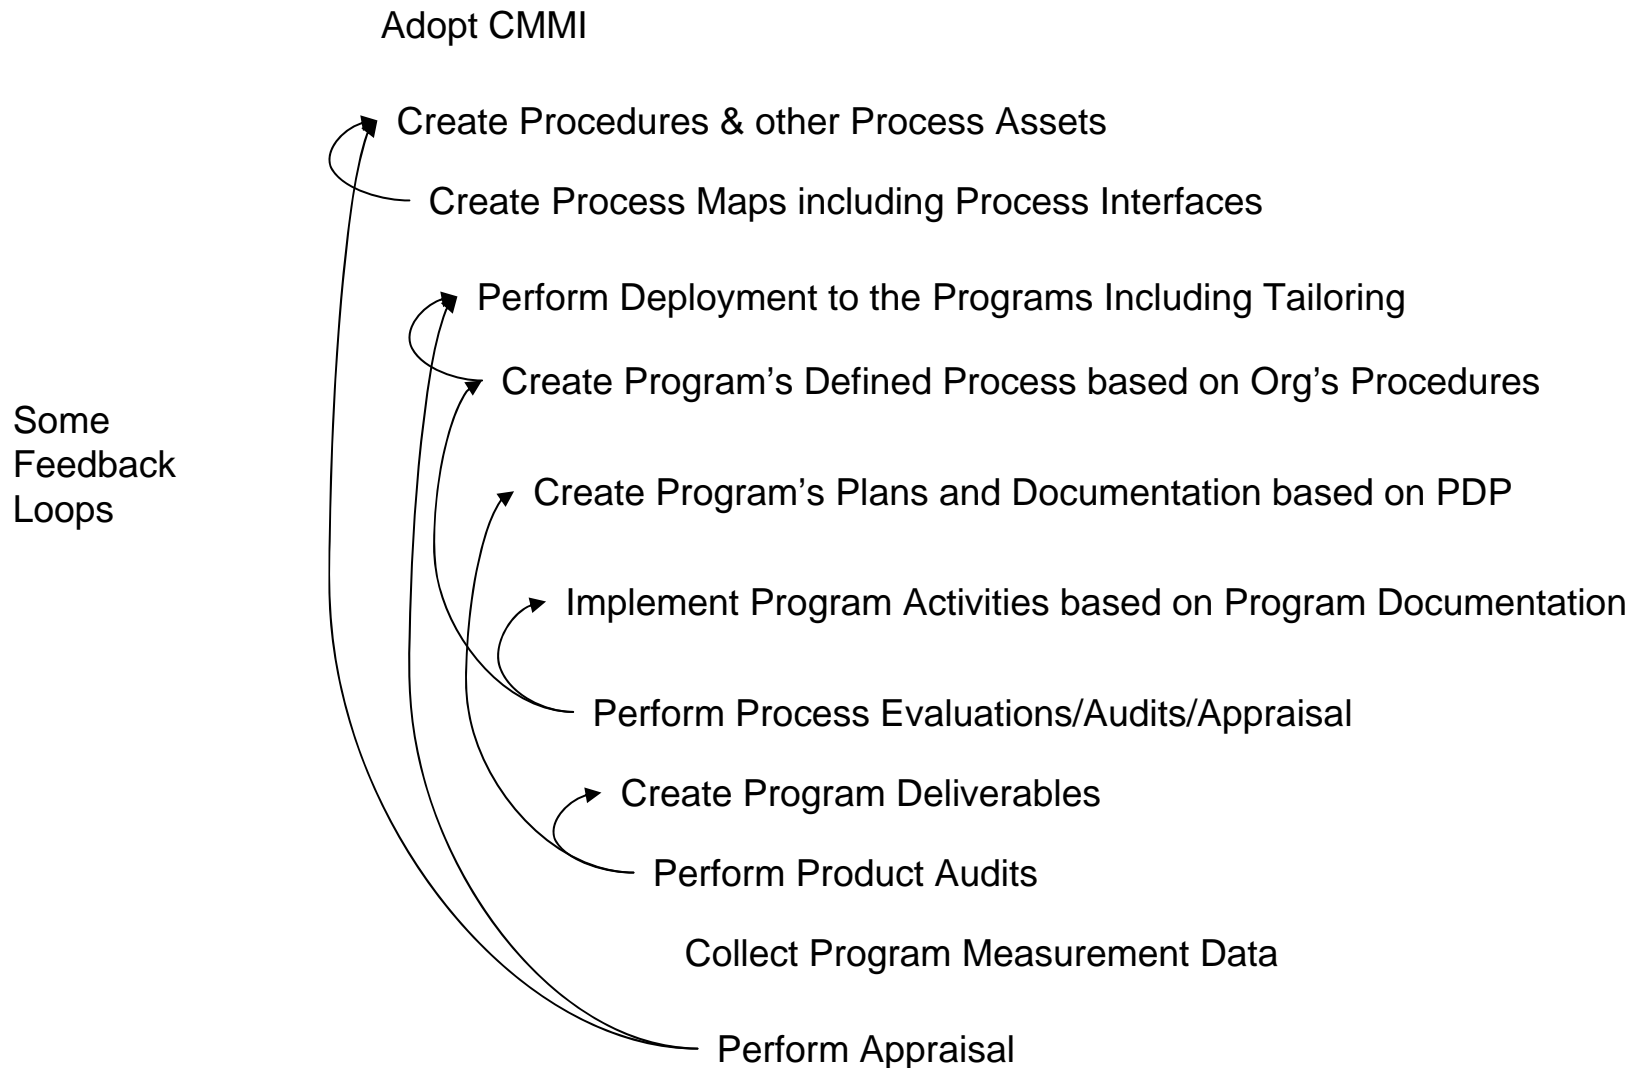 Adopt CMMI
Create Procedures & other Process Assets
Create Process Maps including Process Interfaces
Perform Deployment to the Programs Including Tailoring
Create Program’s Defined Process based on Org’s Procedures
Some
Feedback
Loops
Create Program’s Plans and Documentation based on PDP
Implement Program Activities based on Program Documentation
Perform Process Evaluations/Audits/Appraisal
Create Program Deliverables
Perform Product Audits
Collect Program Measurement Data
Perform Appraisal